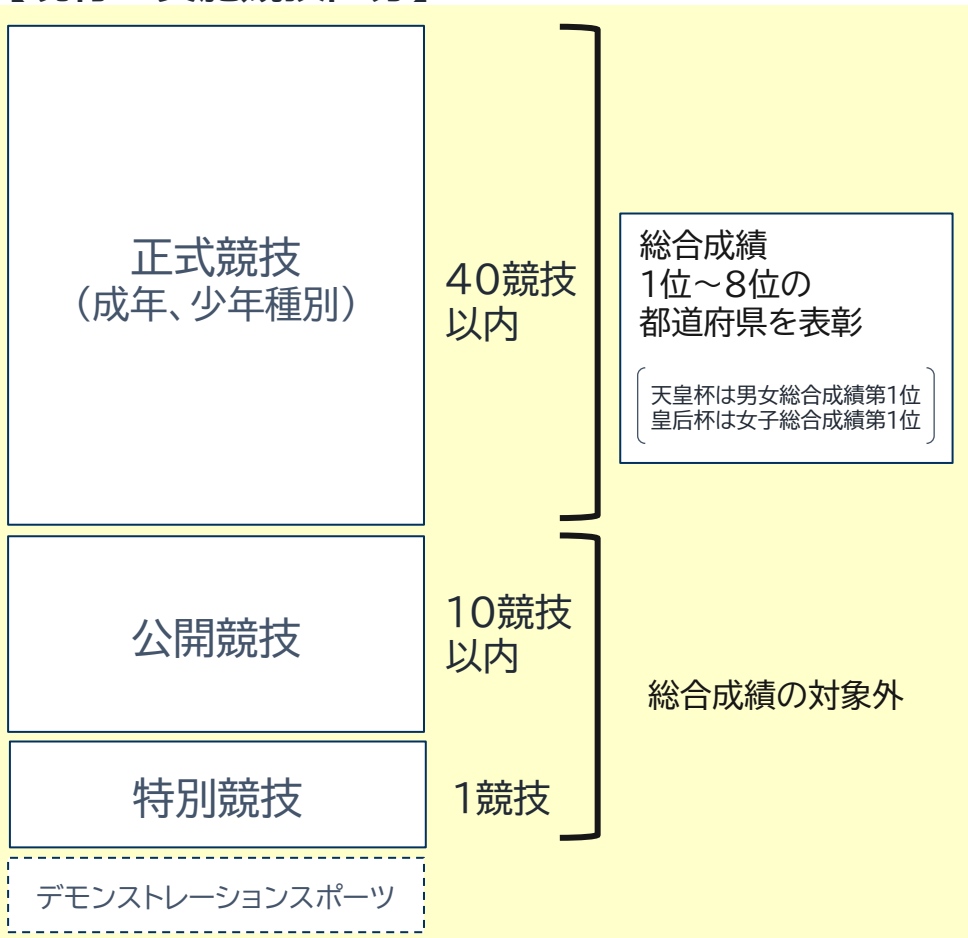 正式競技
（成年、少年種別）
40競技
以内
総合成績
1位～8位の
都道府県を表彰
天皇杯は男女総合成績第1位
皇后杯は女子総合成績第1位
公開競技
10競技
以内
総合成績の対象外
特別競技
1競技
デモンストレーションスポーツ